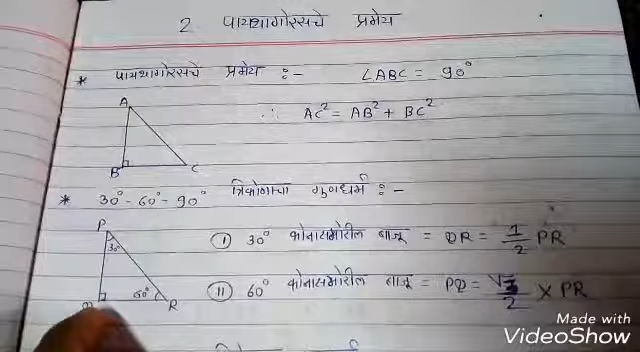 2 पायथागोरसचे प्रमेय
* पायथागोरसचे प्रमेय :- ∠ABC = 90°
A
∴ AC² = AB² + BC²
B C
* 30° - 60° - 90° त्रिकोणाचा गुणधर्म :-
P
30°
(I) 30° कोनासमोरील बाजू = QR = 1/2 PR
(II) 60° कोनासमोरील बाजू = PQ = √3/2 × PR
60° R
Made with
VideoShow